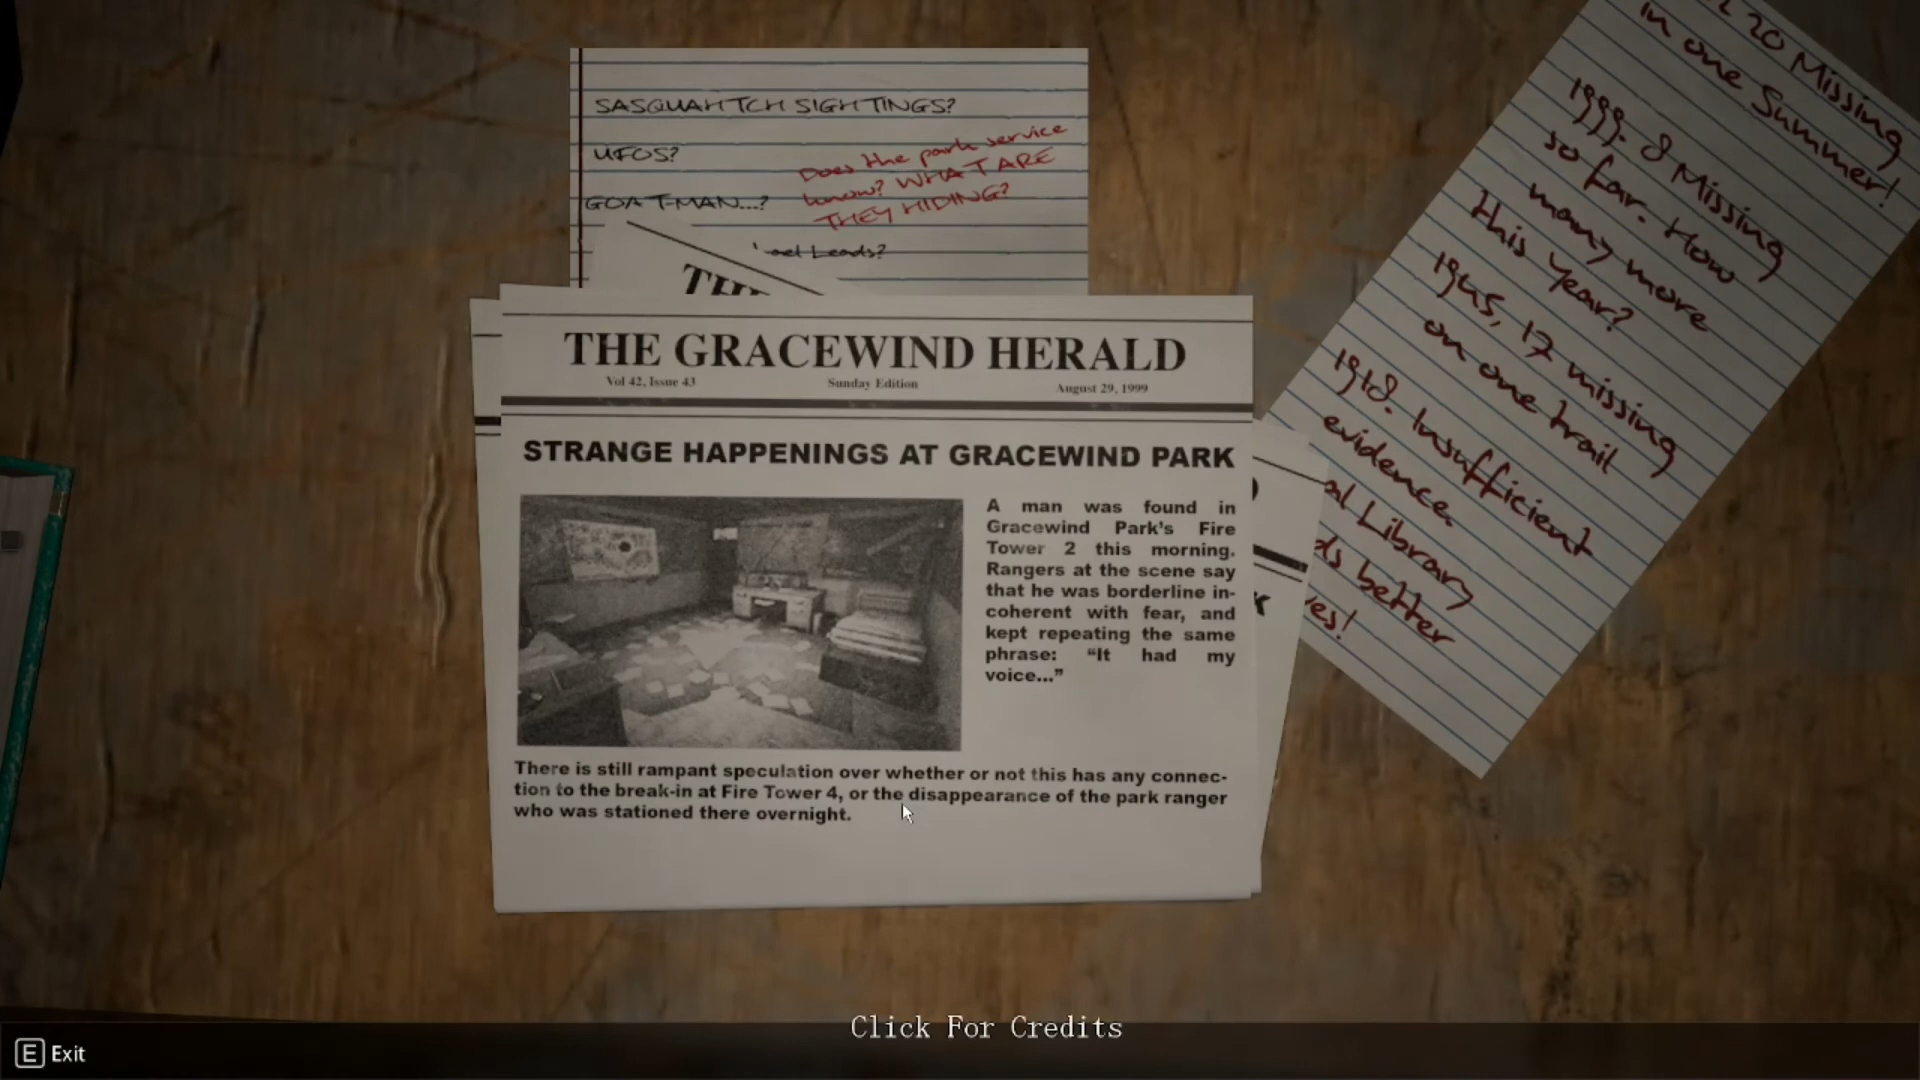 SASQUAHTCH SIGHTINGS?
UFOS?
GOATMAN...?
Does the park service
know? WHAT ARE
THEY HIDING?
Leads?
THE GRACEWIND HERALD
Vol 42, Issue 43 Sunday Edition August 29, 1999
STRANGE HAPPENINGS AT GRACEWIND PARK
A man was found in
Gracewind Park's Fire
Tower 2 this morning.
Rangers at the scene say
that he was borderline in-
coherent with fear, and
kept repeating the same
phrase: “It had my
voice...”
There is still rampant speculation over whether or not this has any connec-
tion to the break-in at Fire Tower 4, or the disappearance of the park ranger
who was stationed there overnight.
20 Missing
in one Summer!
1999. 8 Missing
so far. How
many more
this year?
1945, 17 missing
on one trail
1918. Insufficient
evidence.
Library
better
Click For Credits
E Exit